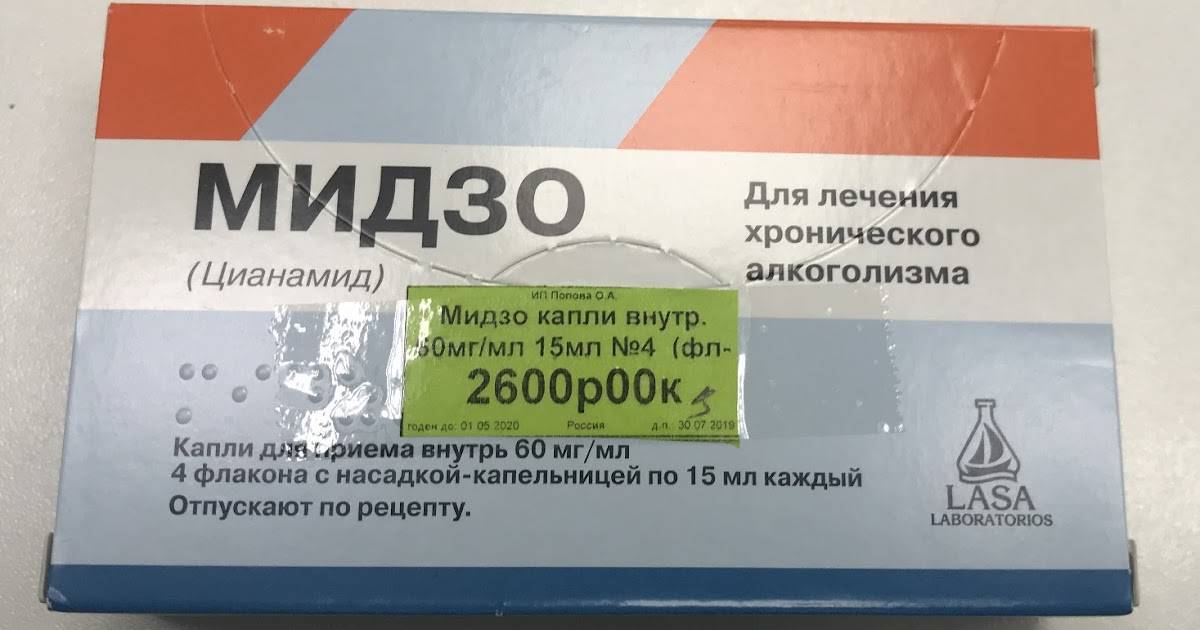 МИДЗО
(Цианамид)
Для лечения
хронического
алкоголизма
ИП Попова О.А.
Мидзо капли внутр.
60мг/мл 15мл №4 (фл-
2600р00к
годен до: 01 05 2020 Россия д.п.: 30 07 2019
Капли для приема внутрь 60 мг/мл
4 флакона с насадкой-капельницей по 15 мл каждый
Отпускают по рецепту.
LASA
LABORATORIOS